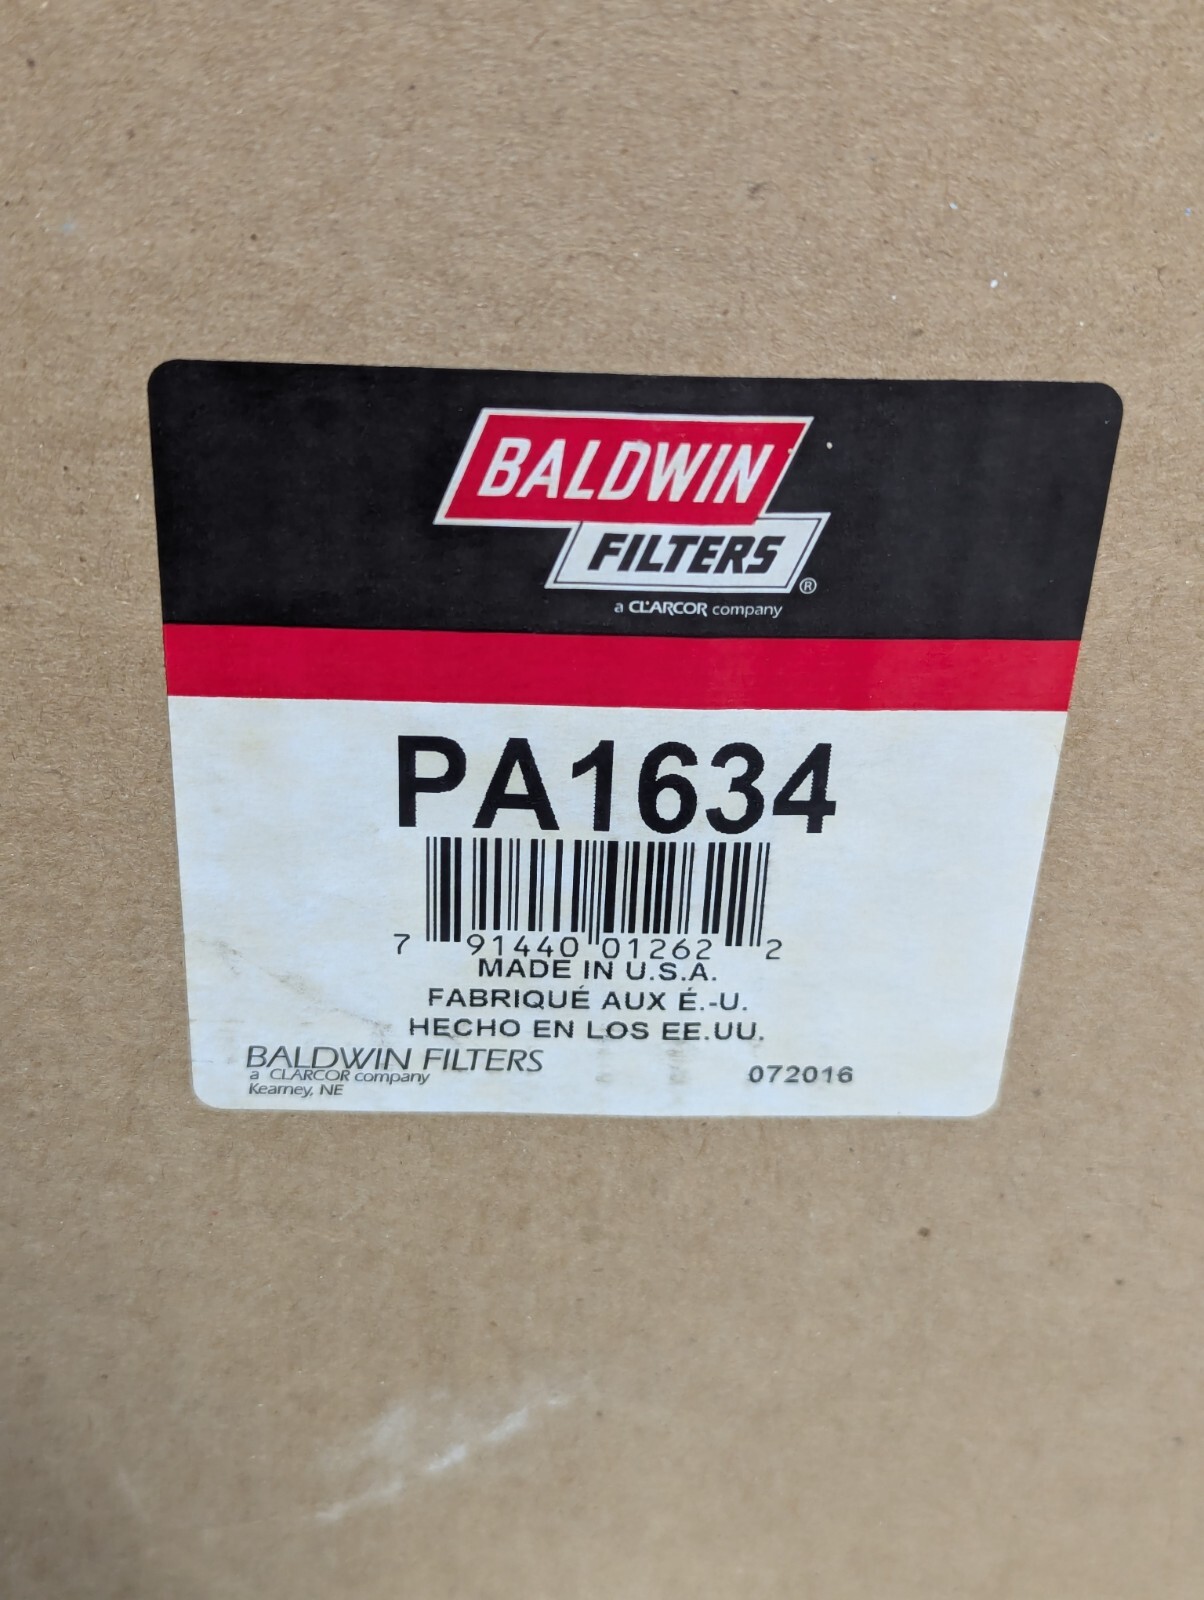 BALDWIN
FILTERS®
a CLARCOR company
PA1634
7 91440 01262 2
MADE IN U.S.A.
FABRIQUÉ AUX É.-U.
HECHO EN LOS EE.UU.
BALDWIN FILTERS
a CLARCOR company
Kearney, NE
072016